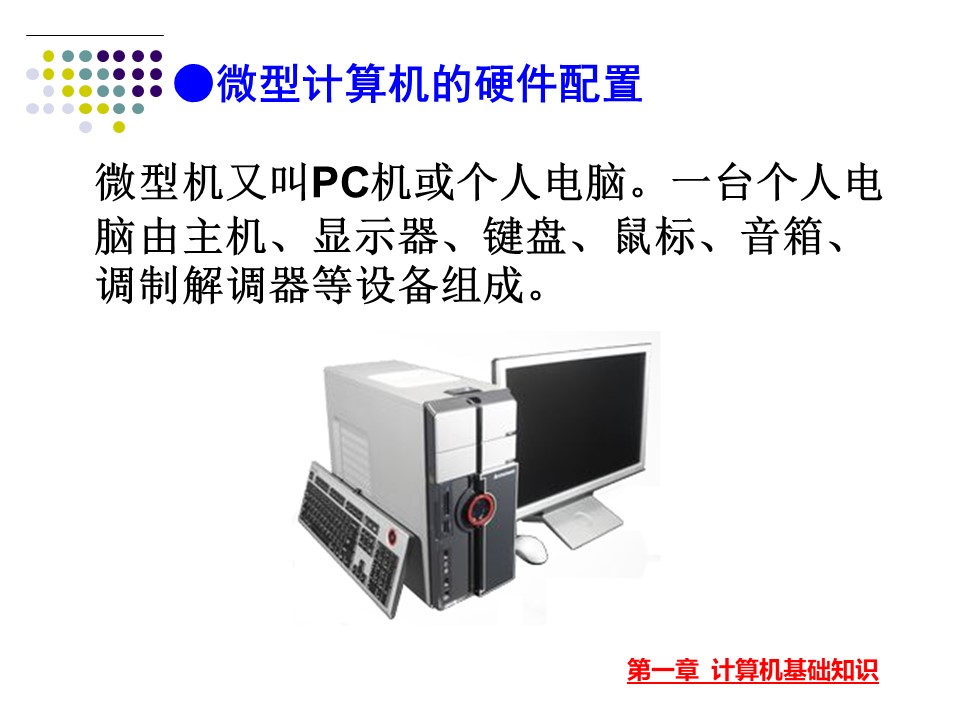 ●微型计算机的硬件配置
微型机又叫PC机或个人电脑。一台个人电
脑由主机、显示器、键盘、鼠标、音箱、
调制解调器等设备组成。
第一章 计算机基础知识